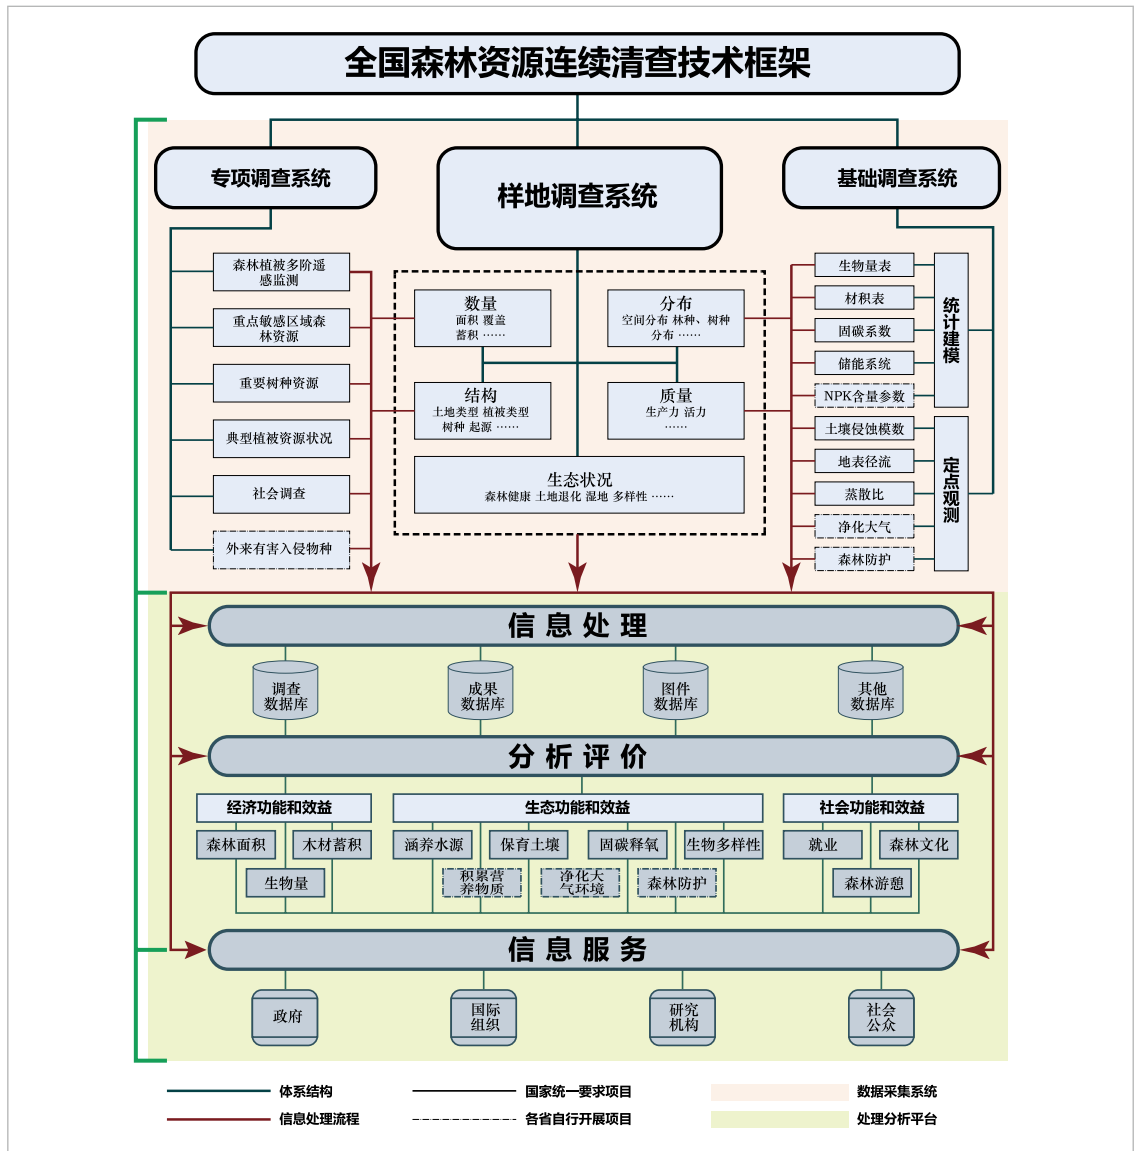 全国森林资源连续清查技术框架
专项调查系统
样地调查系统
基础调查系统
森林植被多阶遥
感监测
重点敏感区域森
林资源
重要树种资源
典型植被资源状况
社会调查
外来有害入侵物种
数量
面积 覆盖
蓄积 ……
分布
空间分布 林种、树种
分布 ……
结构
土地类型 植被类型
树种 起源 ……
质量
生产力 活力
……
生态状况
森林健康 土地退化 湿地 多样性 ……
生物量表
材积表
固碳系数
储能系统
NPK含量参数
土壤侵蚀模数
地表径流
蒸散比
净化大气
森林防护
统计建模
定点观测
信息处理
调查
数据库
成果
数据库
图件
数据库
其他
数据库
分析评价
经济功能和效益
生态功能和效益
社会功能和效益
森林面积
木材蓄积
生物量
涵养水源
保育土壤
固碳释氧
生物多样性
积累营
养物质
净化大
气环境
森林防护
就业
森林文化
森林游憩
信息服务
政府
国际
组织
研究
机构
社会
公众
体系结构
国家统一要求项目
数据采集系统
信息处理流程
各省自行开展项目
处理分析平台